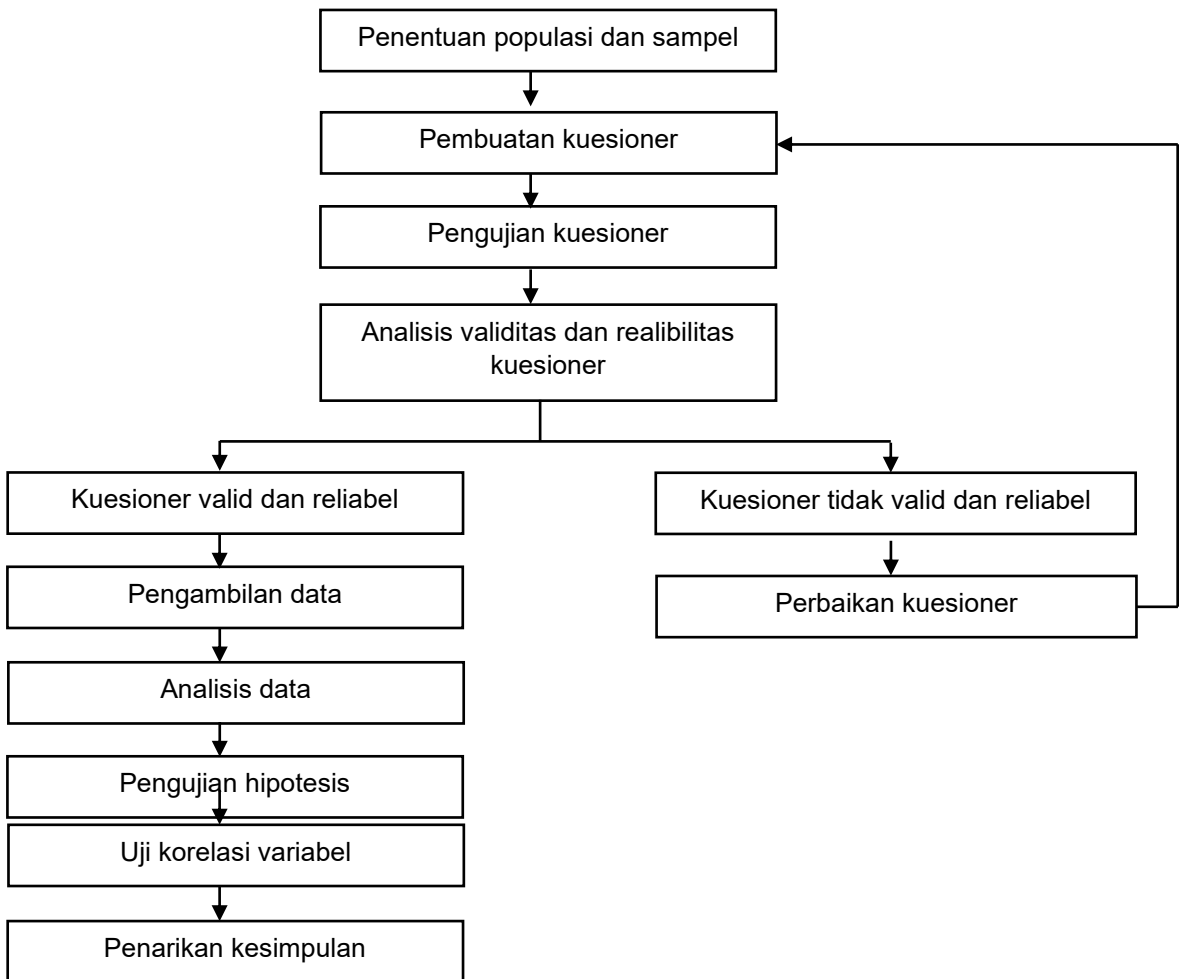 Penentuan populasi dan sampel
Pembuatan kuesioner
Pengujian kuesioner
Analisis validitas dan realibilitas
kuesioner
Kuesioner valid dan reliabel
Kuesioner tidak valid dan reliabel
Pengambilan data
Perbaikan kuesioner
Analisis data
Pengujian hipotesis
Uji korelasi variabel
Penarikan kesimpulan